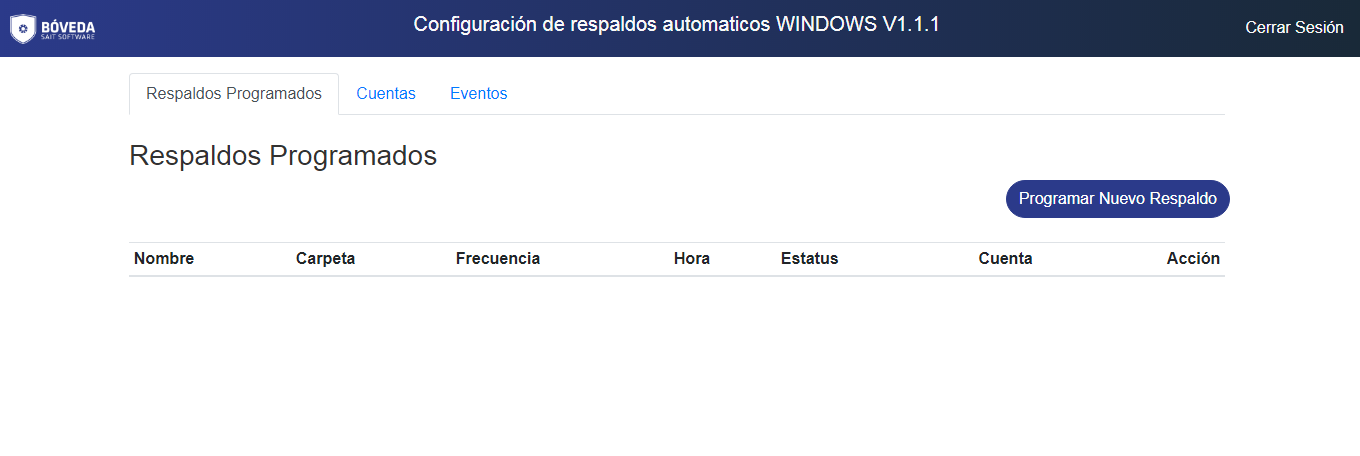 BÓVEDA
SAIT SOFTWARE
Configuración de respaldos automaticos WINDOWS V1.1.1
Cerrar Sesión
Respaldos Programados Cuentas Eventos
Respaldos Programados
Programar Nuevo Respaldo
Nombre Carpeta Frecuencia Hora Estatus Cuenta Acción